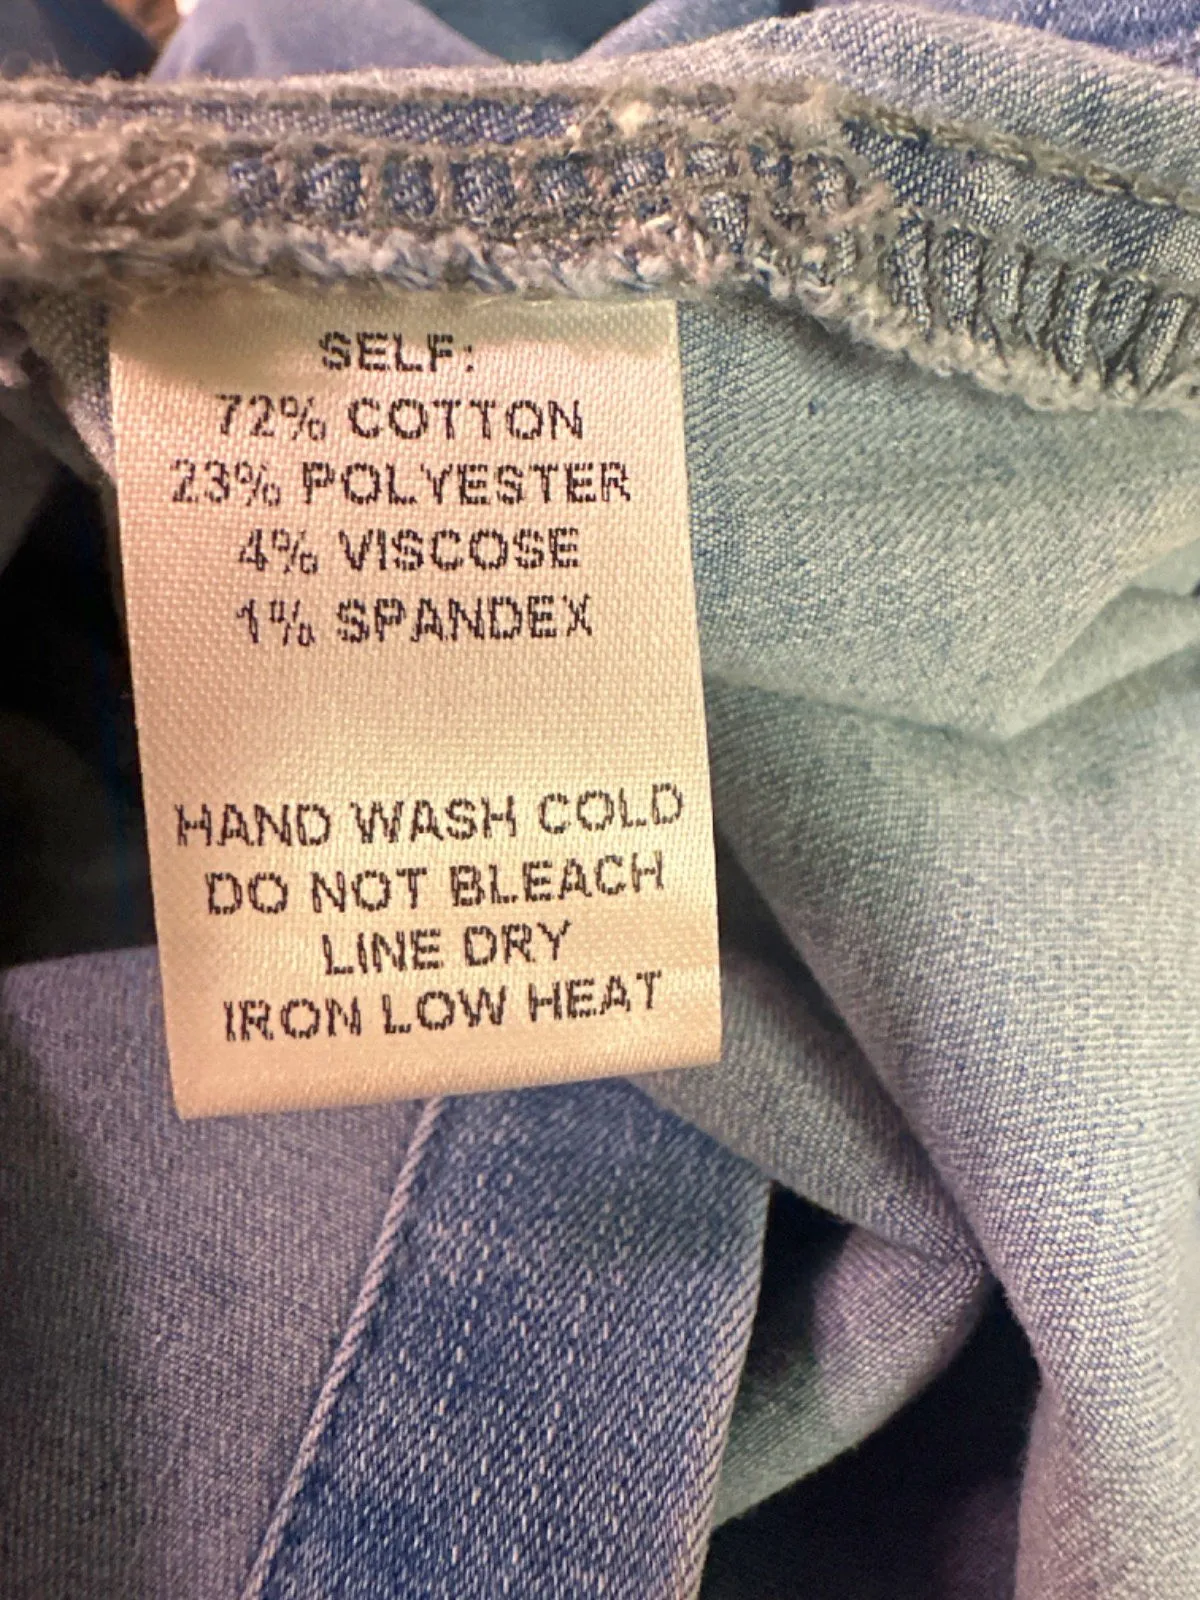 SELF:
72% COTTON
23% POLYESTER
4% VISCOSE
1% SPANDEX
HAND WASH COLD
DO NOT BLEACH
LINE DRY
IRON LOW HEAT